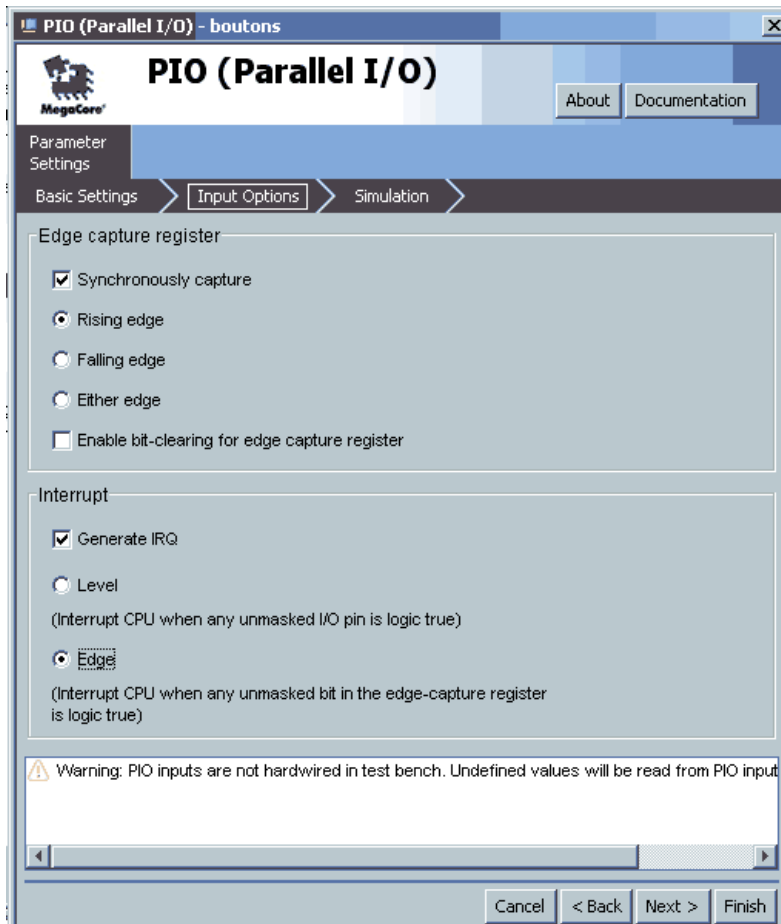 PIO (Parallel I/O) - boutons
MegaCore®
PIO (Parallel I/O)
About
Documentation
Parameter
Settings
Basic Settings
Input Options
Simulation
Edge capture register
Synchronously capture
Rising edge
Falling edge
Either edge
Enable bit-clearing for edge capture register
Interrupt
Generate IRQ
Level
(Interrupt CPU when any unmasked I/O pin is logic true)
Edge
(Interrupt CPU when any unmasked bit in the edge-capture register
is logic true)
Warning: PIO inputs are not hardwired in test bench. Undefined values will be read from PIO input
Cancel
< Back
Next >
Finish